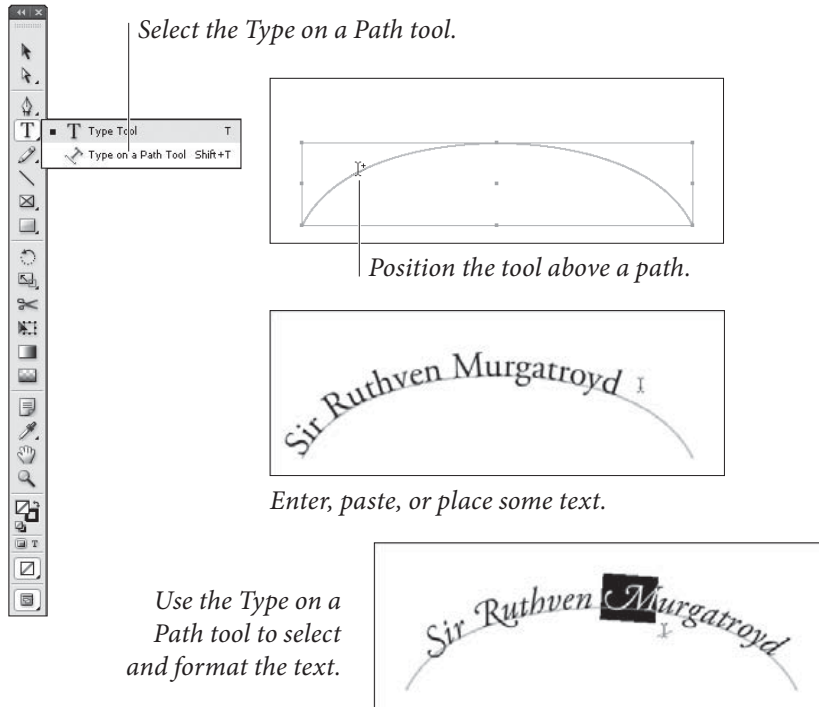 Select the Type on a Path tool.
T Type Tool T
Type on a Path Tool Shift+T
Position the tool above a path.
Sir Ruthven Murgatroyd
Enter, paste, or place some text.
Use the Type on a
Path tool to select
and format the text.
Sir Ruthven Murgatroyd